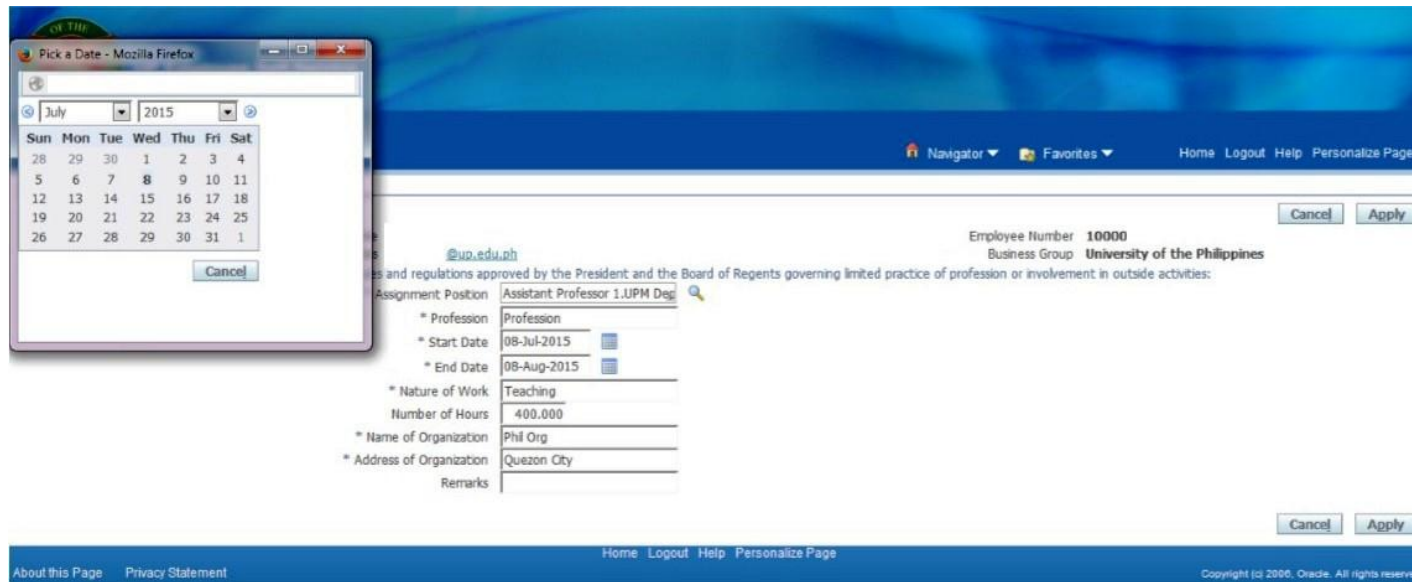 OF THE
Pick a Date - Mozilla Firefox
July 2015
Sun Mon Tue Wed Thu Fri Sat
28 29 30 1 2 3 4
5 6 7 8 9 10 11
12 13 14 15 16 17 18
19 20 21 22 23 24 25
26 27 28 29 30 31 1
Cancel
Navigator Favorites Home Logout Help Personalize Page
Cancel Apply
Employee Number 10000
@up.edu.ph Business Group University of the Philippines
and regulations approved by the President and the Board of Regents governing limited practice of profession or involvement in outside activities:
Assignment Position Assistant Professor 1.UPM Dep
* Profession Profession
* Start Date 08-Jul-2015
* End Date 08-Aug-2015
* Nature of Work Teaching
Number of Hours 400.000
* Name of Organization Phil Org
* Address of Organization Quezon City
Remarks
Cancel Apply
Home Logout Help Personalize Page
About this Page Privacy Statement Copyright (c) 2006, Oracle. All rights reserve